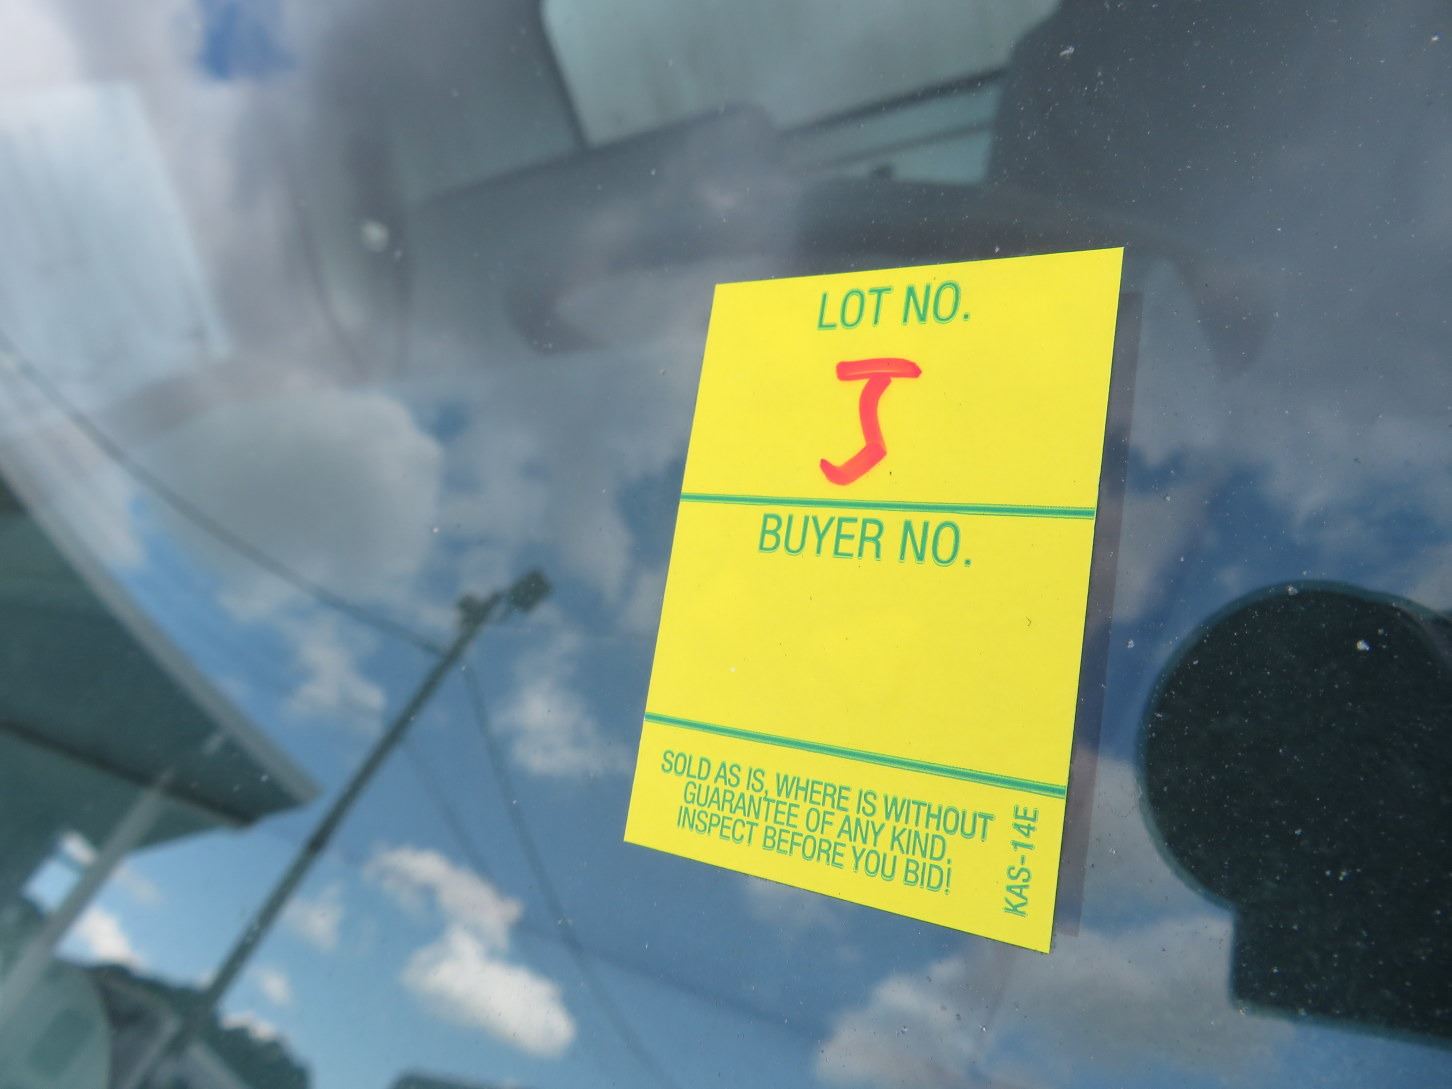 LOT NO.
J
BUYER NO.
SOLD AS IS, WHERE IS WITHOUT
GUARANTEE OF ANY KIND.
INSPECT BEFORE YOU BID!
KAS-14E